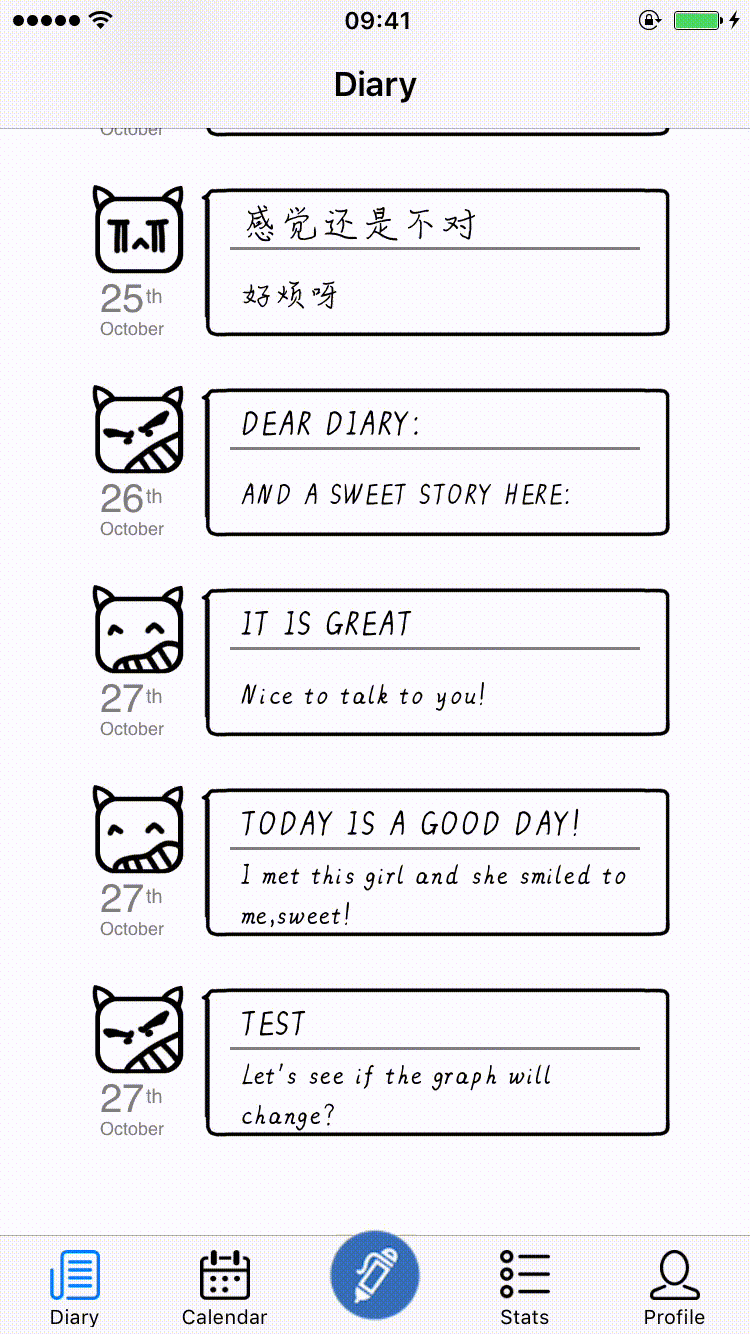 09:41
Diary
October
感觉还是不对
好烦呀
25th
October
DEAR DIARY:
AND A SWEET STORY HERE:
26th
October
IT IS GREAT
Nice to talk to you!
27th
October
TODAY IS A GOOD DAY!
I met this girl and she smiled to
me,sweet!
27th
October
TEST
Let's see if the graph will
change?
27th
October
Diary
Calendar
Stats
Profile